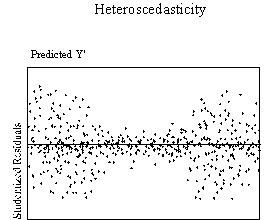 Heteroscedasticity
Predicted Y'
Studentized Residuals